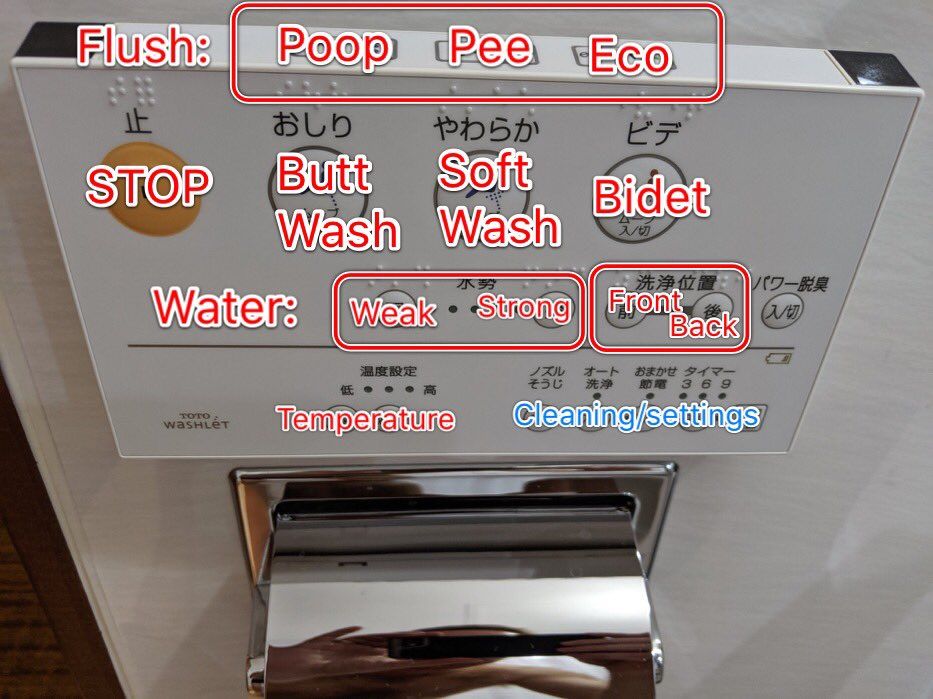 Flush: Poop Pee Eco
止 おしり やわらか ビデ
STOP Butt Wash Soft Wash Bidet
入/切
水勢 洗浄位置 パワー脱臭
Water: Weak Strong Front Back
前 後 入/切
温度設定 ノズルそうじ オート洗浄 おまかせ節電 タイマー
低 高 3 6 9
TOTO
WASHLET
Temperature Cleaning/settings